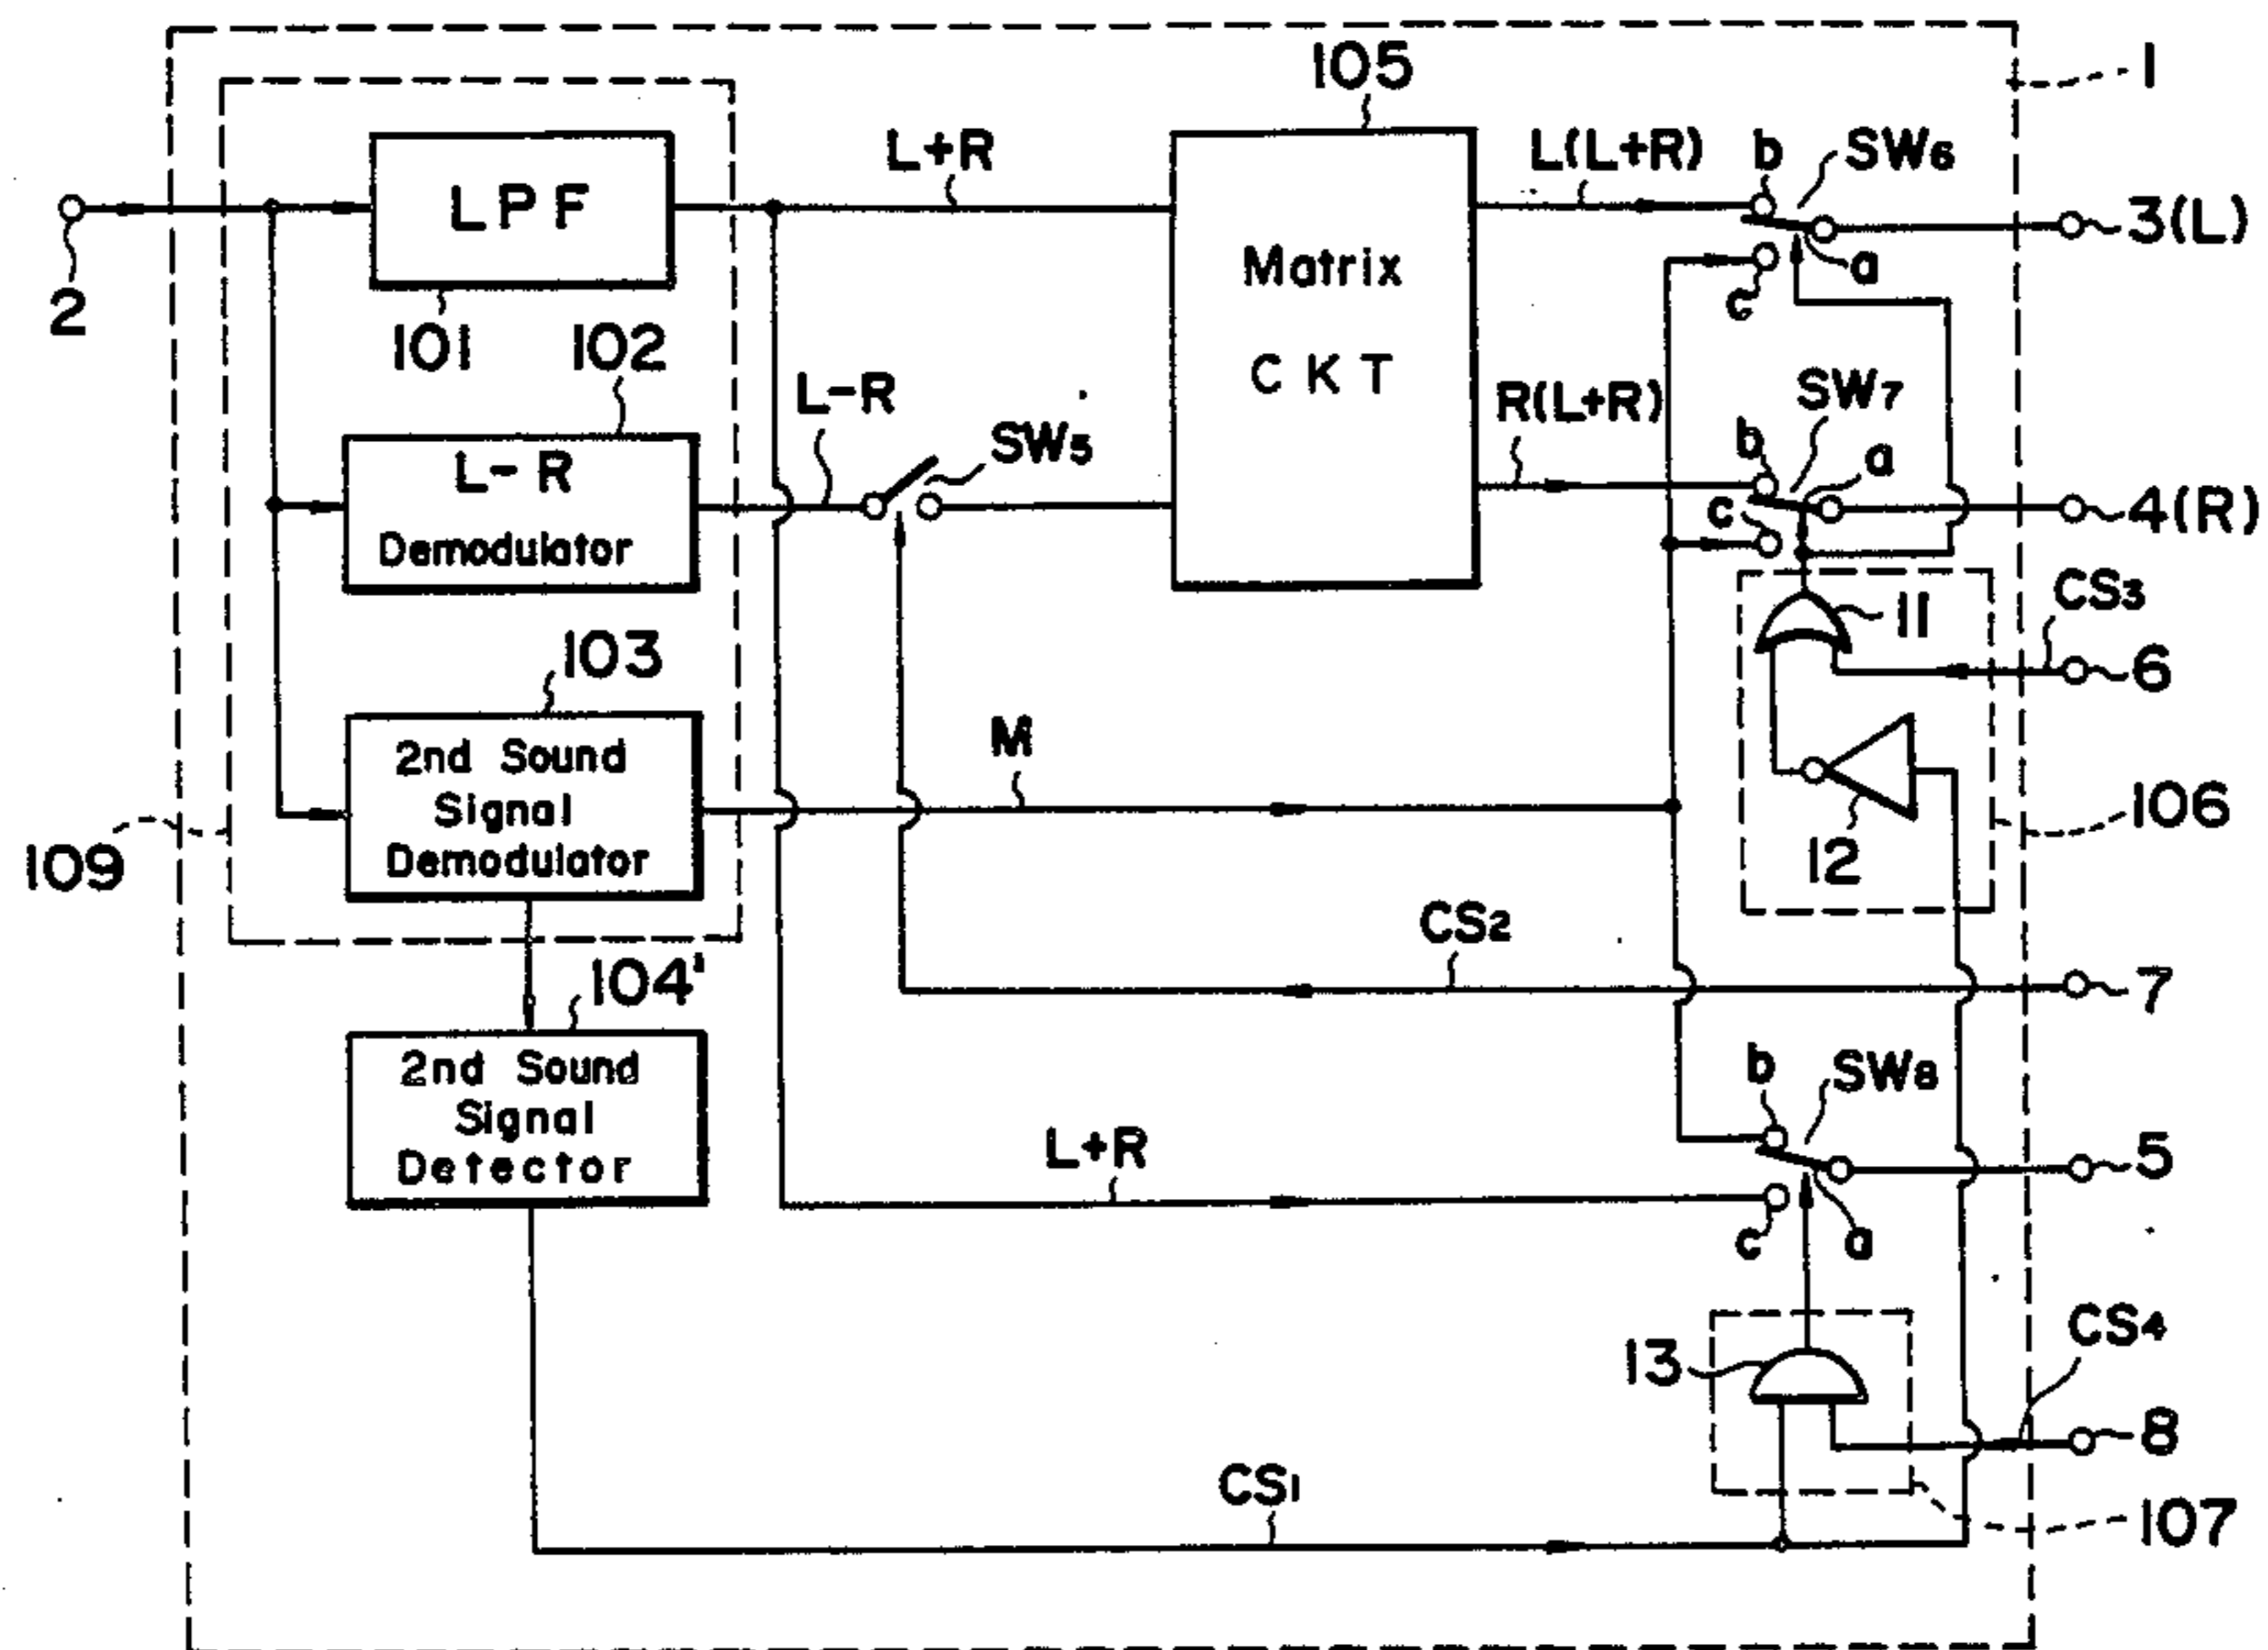 105
1
L+R
L(L+R)
b
SW6
LPF
3(L)
2
Matrix
CKT
a
c
101
102
L-R
SW7
R(L+R)
b
a
SW5
L-R
Demodulator
c
4(R)
11
CS3
103
6
M
2nd Sound
Signal
Demodulator
106
109
12
CS2
104'
7
2nd Sound
Signal
Detector
b
SW8
L+R
5
c
a
CS4
13
8
CS1
107